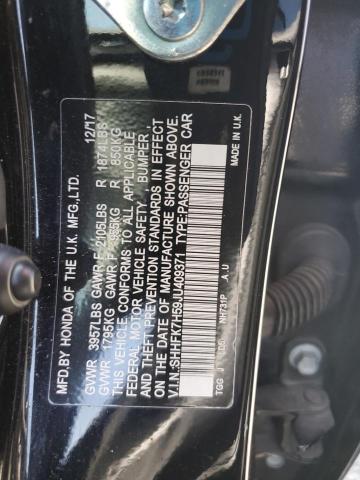 MFD.BY HONDA OF THE U.K. MFG.,LTD. 12/17
GVWR 3957LBS GAWR F 2105LBS R 1874LBS
GVWR 1795KG GAWR F 955KG R 850KG
THIS VEHICLE CONFORMS TO ALL APPLICABLE
FEDERAL MOTOR VEHICLE SAFETY , BUMPER ,
AND THEFT PREVENTION STANDARDS IN EFFECT
ON THE DATE OF MANUFACTURE SHOWN ABOVE.
V.I.N.:SHHFK7H59JU409371 TYPE:PASSENGER CAR
TGG J NH731P A U MADE IN U.K.